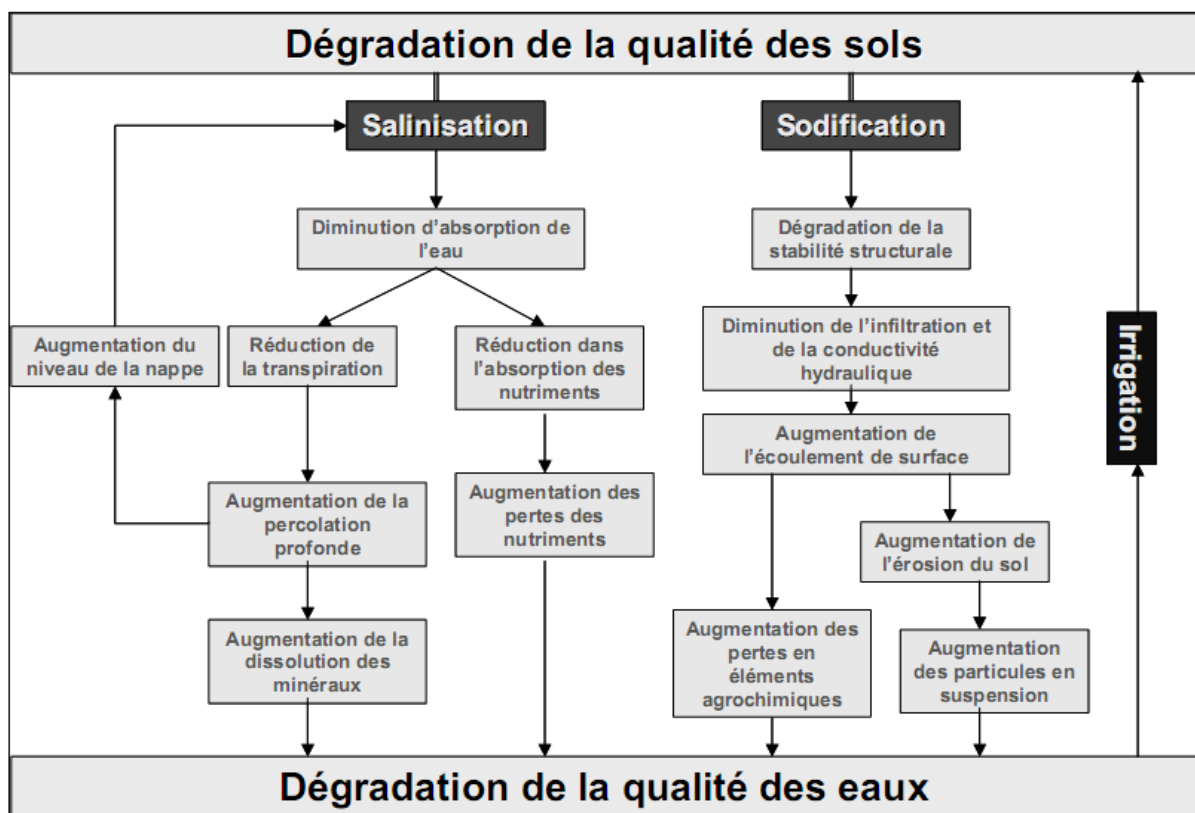 Dégradation de la qualité des sols
Salinisation
Sodification
Diminution d'absorption de
l'eau
Dégradation de la
stabilité structurale
Augmentation du
niveau de la nappe
Réduction de
la transpiration
Réduction dans
l'absorption des
nutriments
Diminution de l'infiltration et
de la conductivité
hydraulique
Irrigation
Augmentation de
l'écoulement de surface
Augmentation de la
percolation
profonde
Augmentation des
pertes des
nutriments
Augmentation de
l'érosion du sol
Augmentation de la
dissolution des
minéraux
Augmentation des
pertes en
éléments
agrochimiques
Augmentation
des particules en
suspension
Dégradation de la qualité des eaux